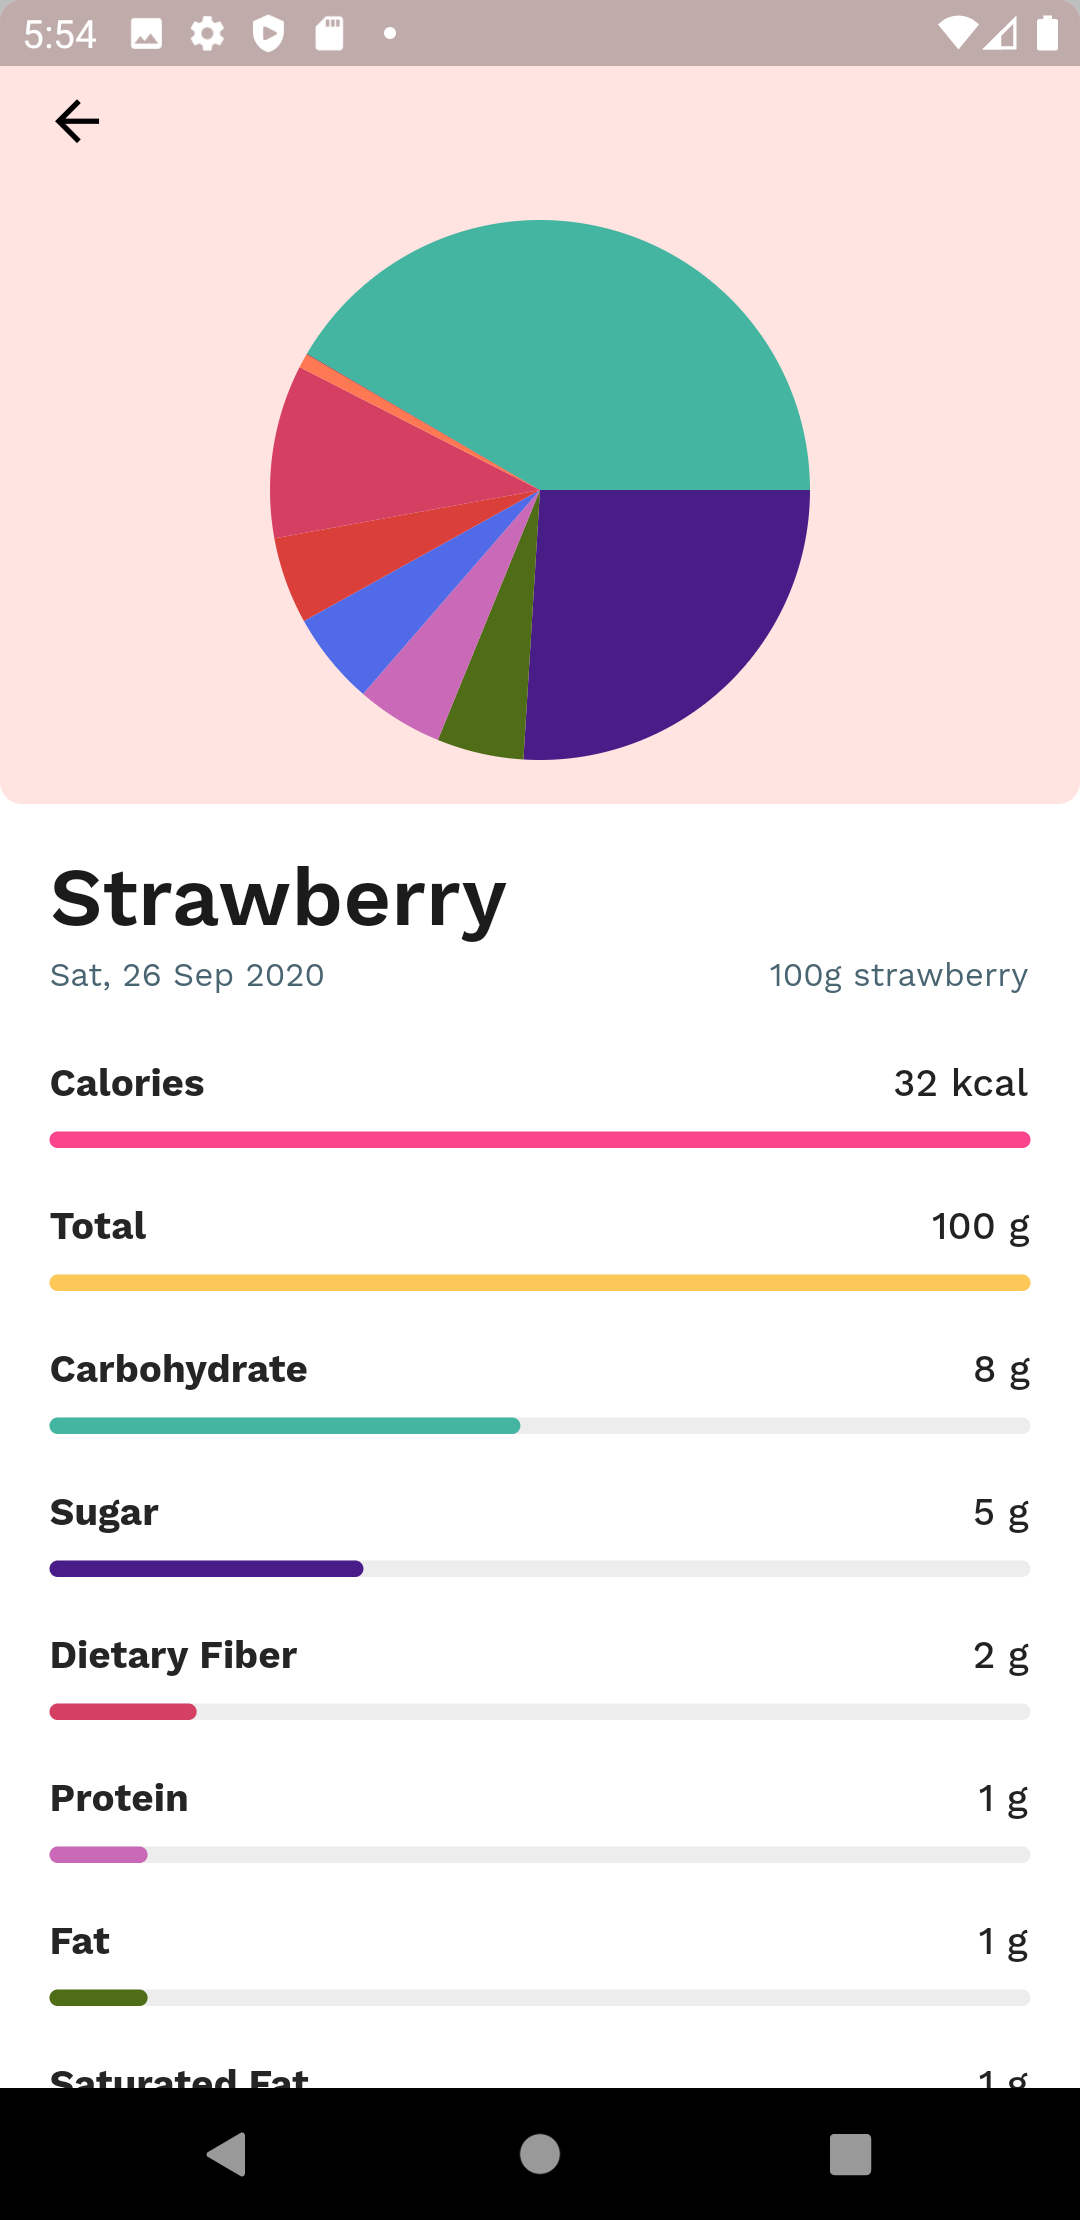 5:54
Strawberry
Sat, 26 Sep 2020 100g strawberry
Calories 32 kcal
Total 100 g
Carbohydrate 8 g
Sugar 5 g
Dietary Fiber 2 g
Protein 1 g
Fat 1 g
Saturated Fat 1 g